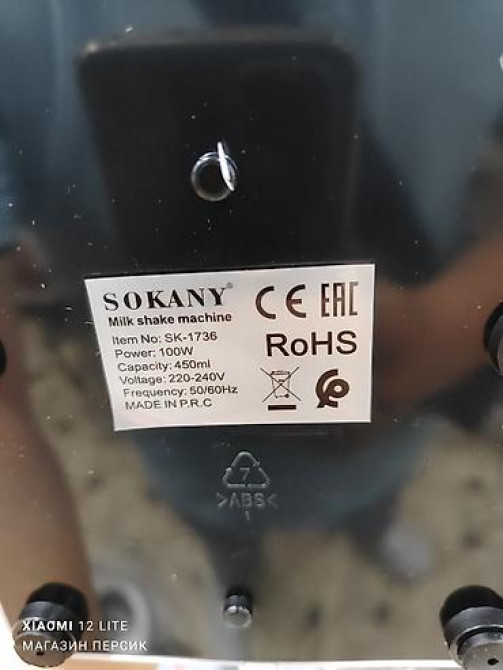 SOKANY®
Milk shake machine
Item No: SK-1736
Power: 100W
Capacity: 450ml
Voltage: 220-240V
Frequency: 50/60Hz
MADE IN P.R.C
CE EAC
RoHS
7
>ABS<
1
XIAOMI 12 LITE
МАГАЗИН ПЕРСИК